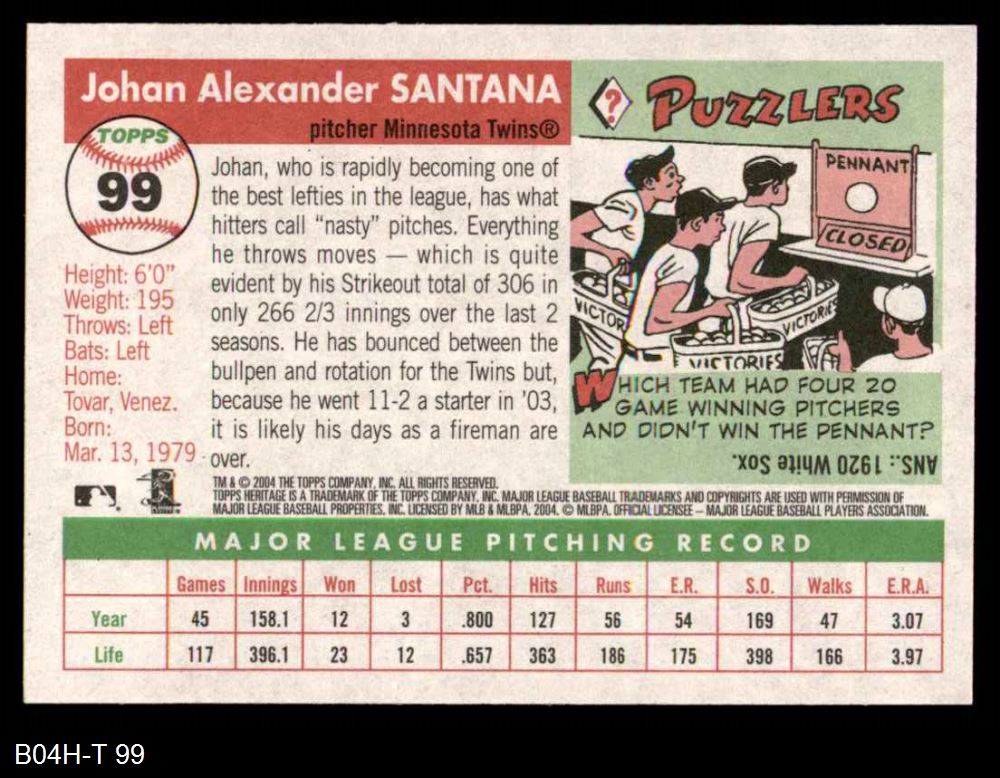 Johan Alexander SANTANA
pitcher Minnesota Twins®
TOPPS
99
Height: 6'0"
Weight: 195
Throws: Left
Bats: Left
Home:
Tovar, Venez.
Born:
Mar. 13, 1979
Johan, who is rapidly becoming one of
the best lefties in the league, has what
hitters call "nasty" pitches. Everything
he throws moves — which is quite
evident by his Strikeout total of 306 in
only 266 2/3 innings over the last 2
seasons. He has bounced between the
bullpen and rotation for the Twins but,
because he went 11-2 a starter in '03,
it is likely his days as a fireman are
over.
?
PUZZLERS
PENNANT
CLOSED
VICTOR
VICTORIES
VICTORIES
WHICH TEAM HAD FOUR 20
GAME WINNING PITCHERS
AND DIDN'T WIN THE PENNANT?
ANS.: 1920 White Sox.
TM & © 2004 THE TOPPS COMPANY, INC. ALL RIGHTS RESERVED.
TOPPS HERITAGE IS A TRADEMARK OF THE TOPPS COMPANY, INC. MAJOR LEAGUE BASEBALL TRADEMARKS AND COPYRIGHTS ARE USED WITH PERMISSION OF
MAJOR LEAGUE BASEBALL PROPERTIES, INC. LICENSED BY MLB & MLBPA, 2004. © MLBPA. OFFICIAL LICENSEE – MAJOR LEAGUE BASEBALL PLAYERS ASSOCIATION.
MAJOR LEAGUE PITCHING RECORD
Games Innings Won Lost Pct. Hits Runs E.R. S.O. Walks E.R.A.
Year 45 158.1 12 3 .800 127 56 54 169 47 3.07
Life 117 396.1 23 12 .657 363 186 175 398 166 3.97
B04H-T 99